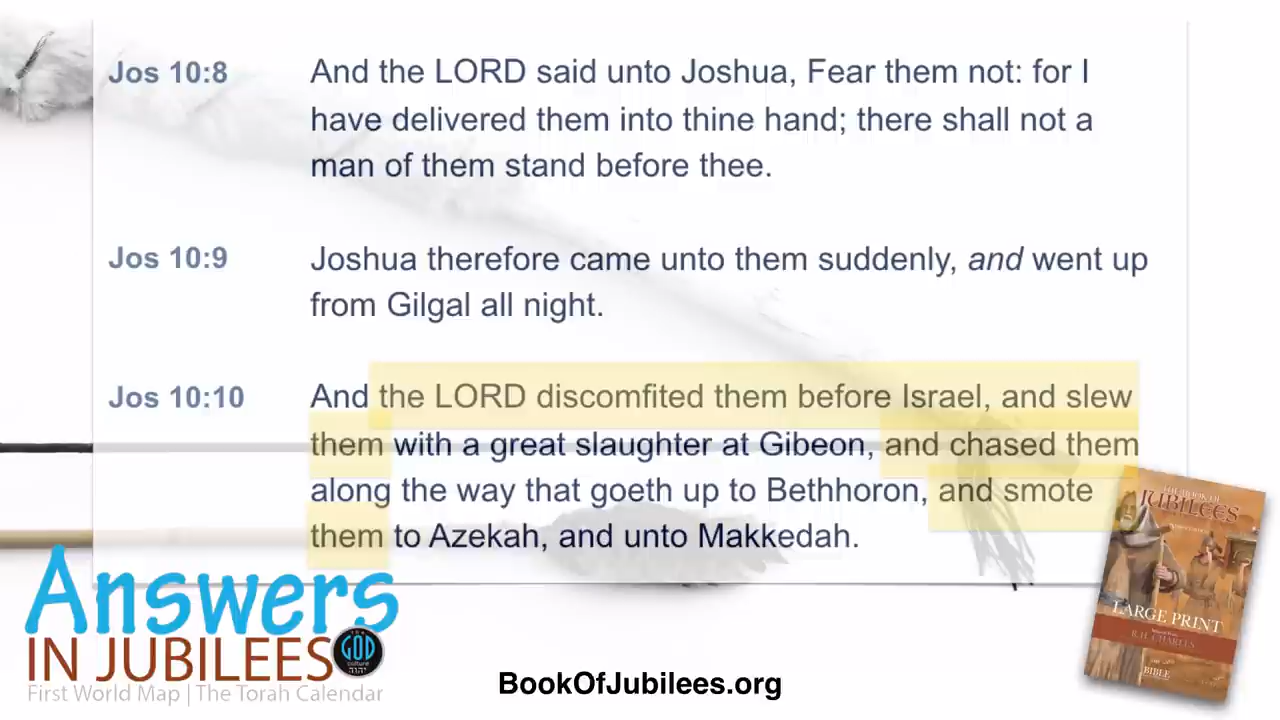 Jos 10:8 And the LORD said unto Joshua, Fear them not: for I
have delivered them into thine hand; there shall not a
man of them stand before thee.
Jos 10:9 Joshua therefore came unto them suddenly, and went up
from Gilgal all night.
Jos 10:10 And the LORD discomfited them before Israel, and slew
them with a great slaughter at Gibeon, and chased them
along the way that goeth up to Bethhoron, and smote
them to Azekah, and unto Makkedah.
Answers
IN JUBILEES
THE
GOD
culture
יהוה
First World Map | The Torah Calendar
BookOfJubilees.org
THE BOOK OF
JUBILEES
LARGE PRINT
R.H. CHARLES
BIBLE